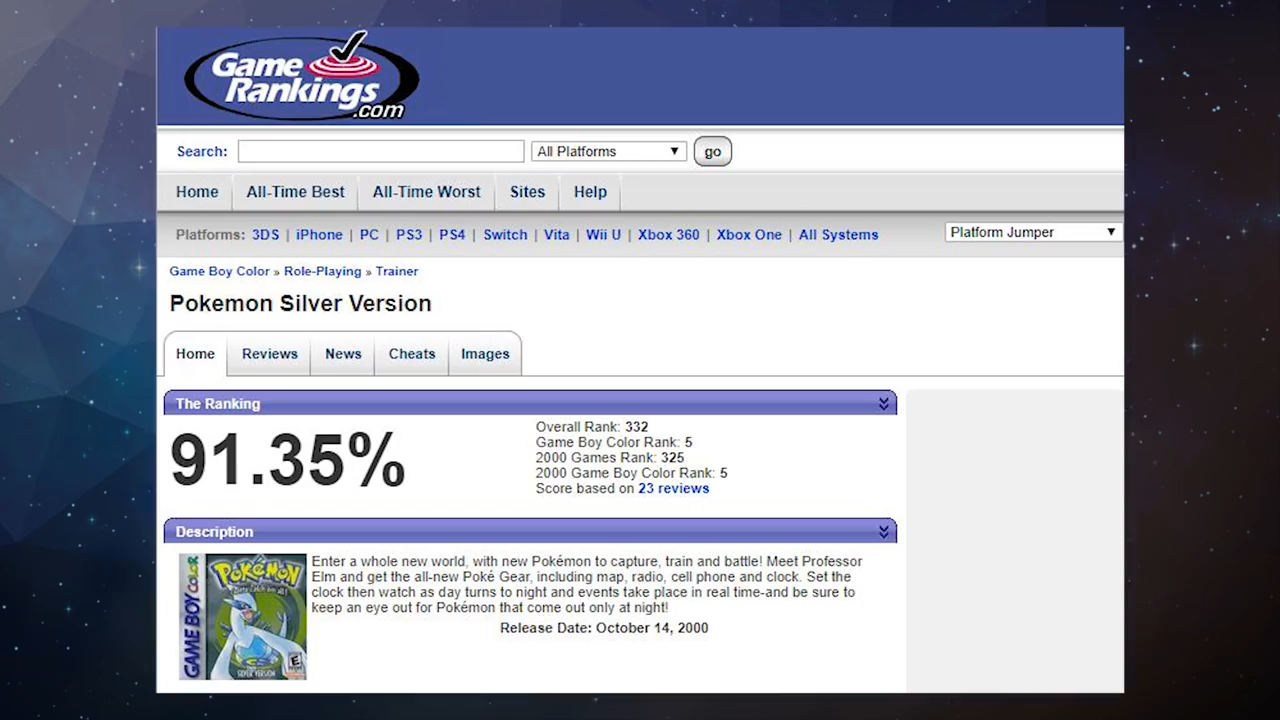 Game
Rankings
.com
Search: All Platforms ▼ go
Home All-Time Best All-Time Worst Sites Help
Platforms: 3DS | iPhone | PC | PS3 | PS4 | Switch | Vita | Wii U | Xbox 360 | Xbox One | All Systems Platform Jumper ▼
Game Boy Color » Role-Playing » Trainer
Pokemon Silver Version
Home Reviews News Cheats Images
The Ranking
91.35%
Overall Rank: 332
Game Boy Color Rank: 5
2000 Games Rank: 325
2000 Game Boy Color Rank: 5
Score based on 23 reviews
Description
GAME BOY COLOR
POKéMON
Gotta catch 'em all!
SILVER VERSION
E
Enter a whole new world, with new Pokémon to capture, train and battle! Meet Professor
Elm and get the all-new Poké Gear, including map, radio, cell phone and clock. Set the
clock then watch as day turns to night and events take place in real time-and be sure to
keep an eye out for Pokémon that come out only at night!
Release Date: October 14, 2000